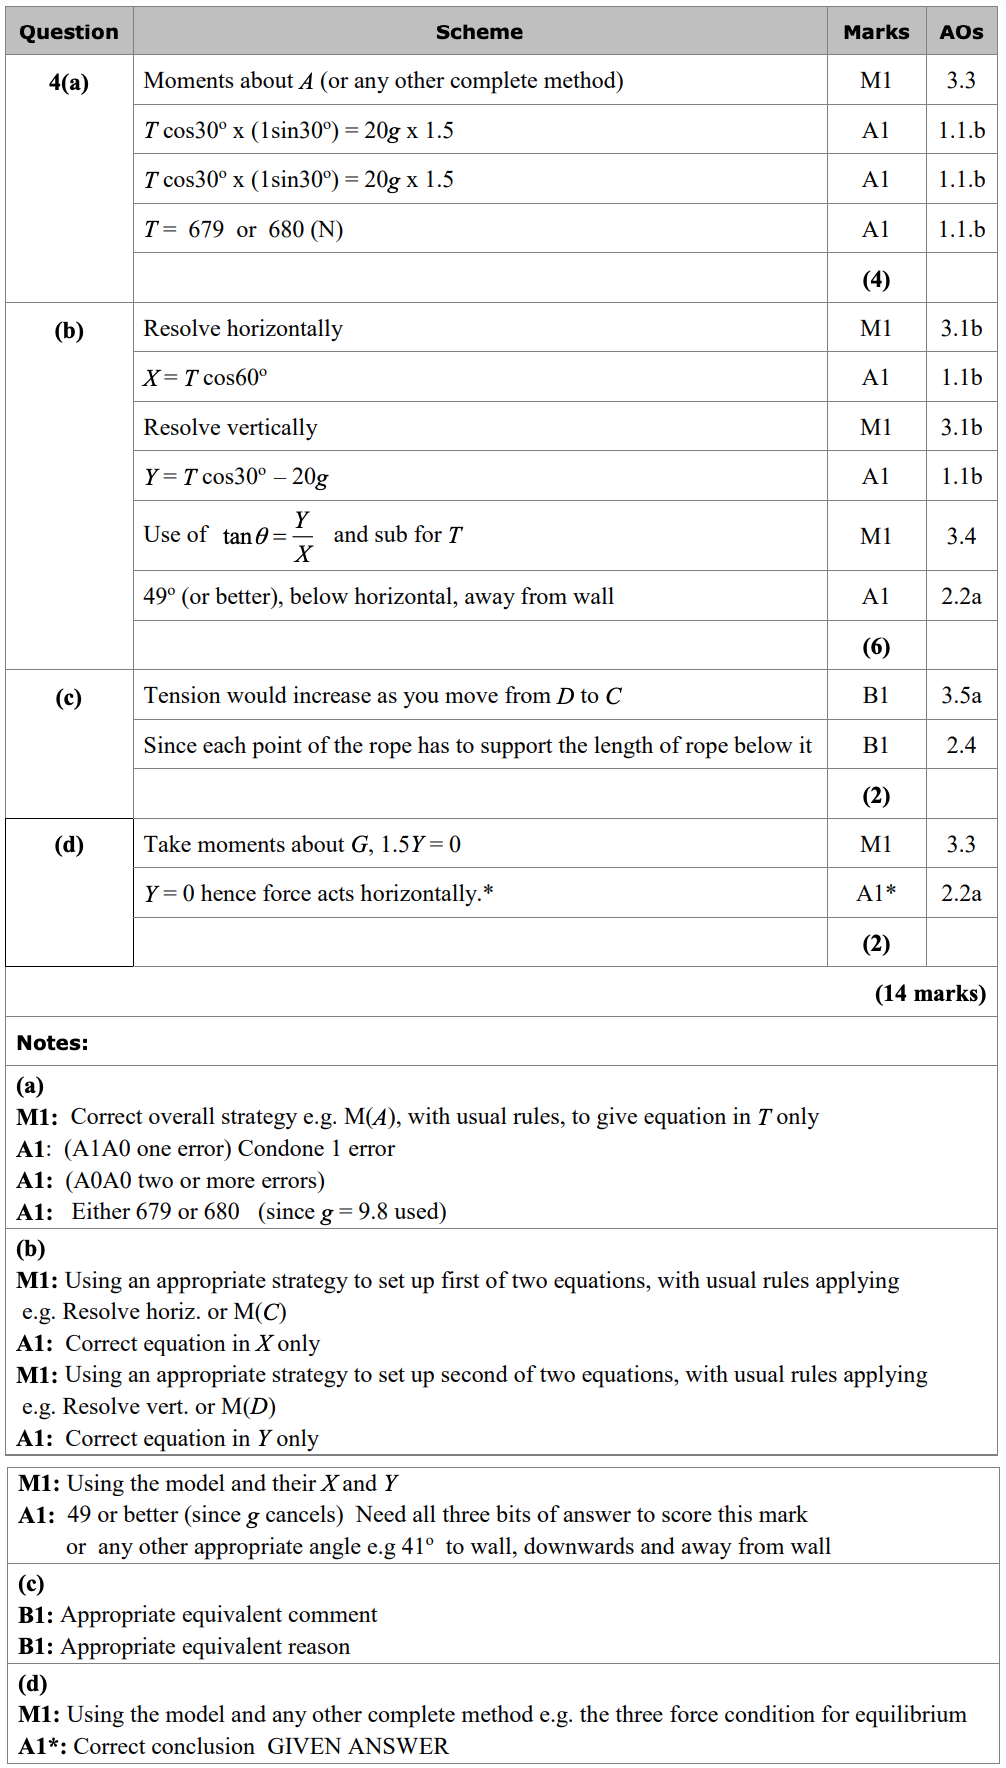 Question Scheme Marks AOs
4(a) Moments about A (or any other complete method) M1 3.3
T cos30° x (1sin30°) = 20g x 1.5 A1 1.1.b
T cos30° x (1sin30°) = 20g x 1.5 A1 1.1.b
T = 679 or 680 (N) A1 1.1.b
(4)
(b) Resolve horizontally M1 3.1b
X = T cos60° A1 1.1b
Resolve vertically M1 3.1b
Y = T cos30° – 20g A1 1.1b
Use of tan θ = Y/X and sub for T M1 3.4
49° (or better), below horizontal, away from wall A1 2.2a
(6)
(c) Tension would increase as you move from D to C B1 3.5a
Since each point of the rope has to support the length of rope below it B1 2.4
(2)
(d) Take moments about G, 1.5Y = 0 M1 3.3
Y = 0 hence force acts horizontally.* A1* 2.2a
(2)
(14 marks)
Notes:
(a)
M1: Correct overall strategy e.g. M(A), with usual rules, to give equation in T only
A1: (A1A0 one error) Condone 1 error
A1: (A0A0 two or more errors)
A1: Either 679 or 680 (since g = 9.8 used)
(b)
M1: Using an appropriate strategy to set up first of two equations, with usual rules applying
e.g. Resolve horiz. or M(C)
A1: Correct equation in X only
M1: Using an appropriate strategy to set up second of two equations, with usual rules applying
e.g. Resolve vert. or M(D)
A1: Correct equation in Y only
M1: Using the model and their X and Y
A1: 49 or better (since g cancels) Need all three bits of answer to score this mark
or any other appropriate angle e.g 41° to wall, downwards and away from wall
(c)
B1: Appropriate equivalent comment
B1: Appropriate equivalent reason
(d)
M1: Using the model and any other complete method e.g. the three force condition for equilibrium
A1*: Correct conclusion GIVEN ANSWER